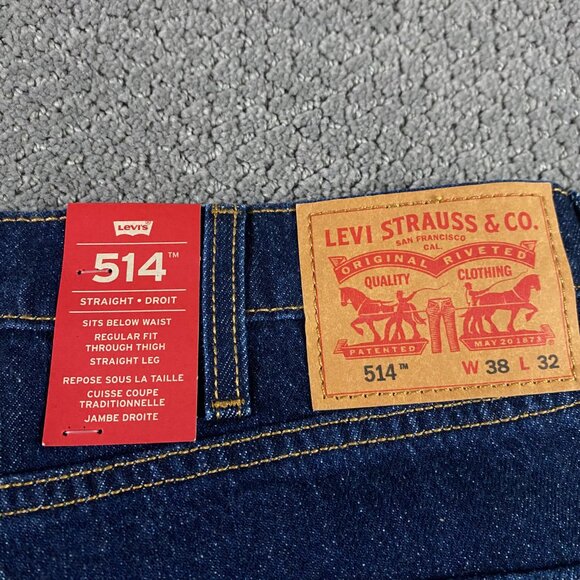 LEVI'S
514™
STRAIGHT • DROIT
SITS BELOW WAIST
REGULAR FIT
THROUGH THIGH
STRAIGHT LEG
REPOSE SOUS LA TAILLE
CUISSE COUPE
TRADITIONNELLE
JAMBE DROITE
LEVI STRAUSS & CO.
SAN FRANCISCO
CAL.
ORIGINAL RIVETED
QUALITY CLOTHING
PATENTED MAY 20 1873
514™ W 38 L 32